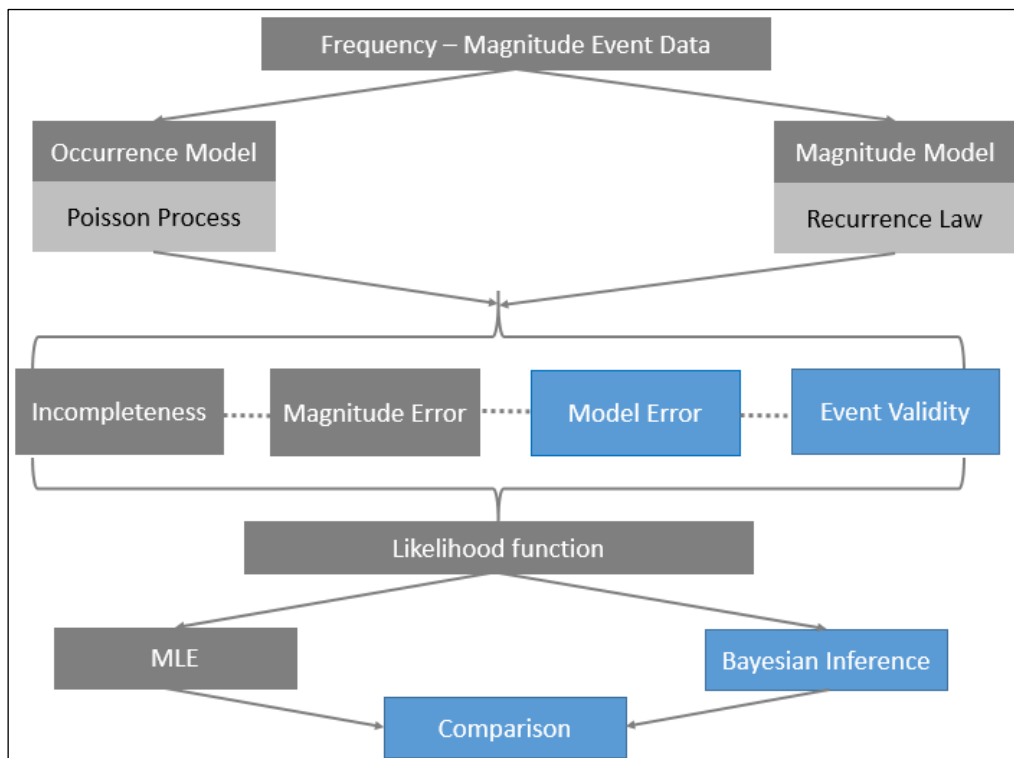 Frequency – Magnitude Event Data
Occurrence Model
Magnitude Model
Poisson Process
Recurrence Law
Incompleteness
Magnitude Error
Model Error
Event Validity
Likelihood function
MLE
Bayesian Inference
Comparison